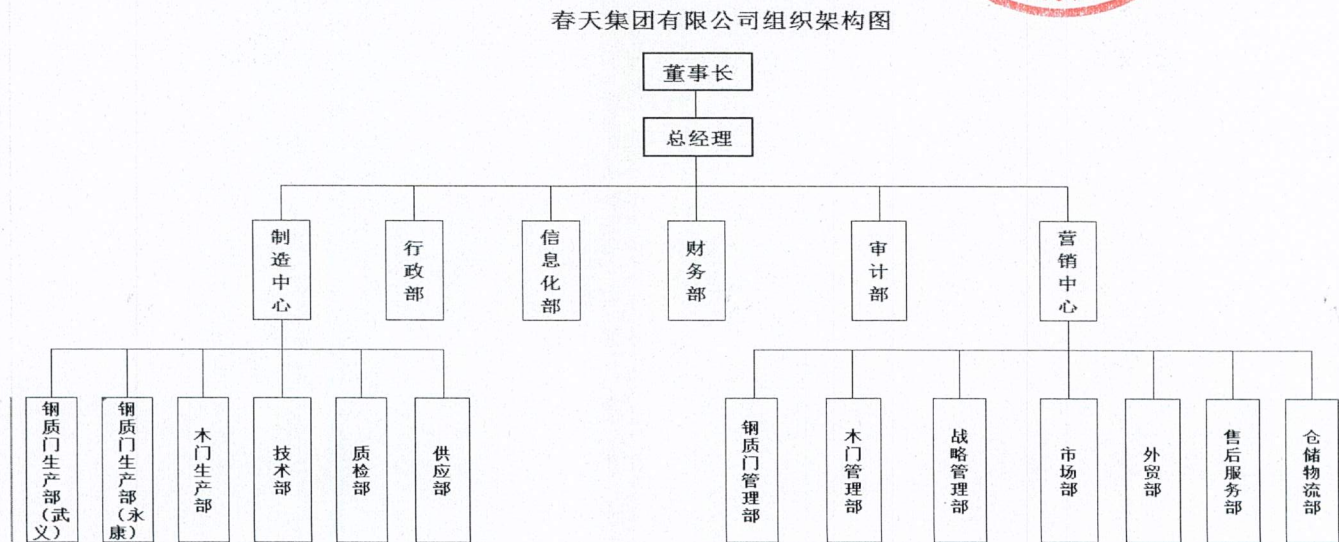 春天集团有限公司组织架构图
董事长
总经理
制造中心
行政部
信息化部
财务部
审计部
营销中心
钢质门生产部（武义）
钢质门生产部（永康）
木门生产部
技术部
质检部
供应部
钢质门管理部
木门管理部
战略管理部
市场部
外贸部
售后服务部
仓储物流部